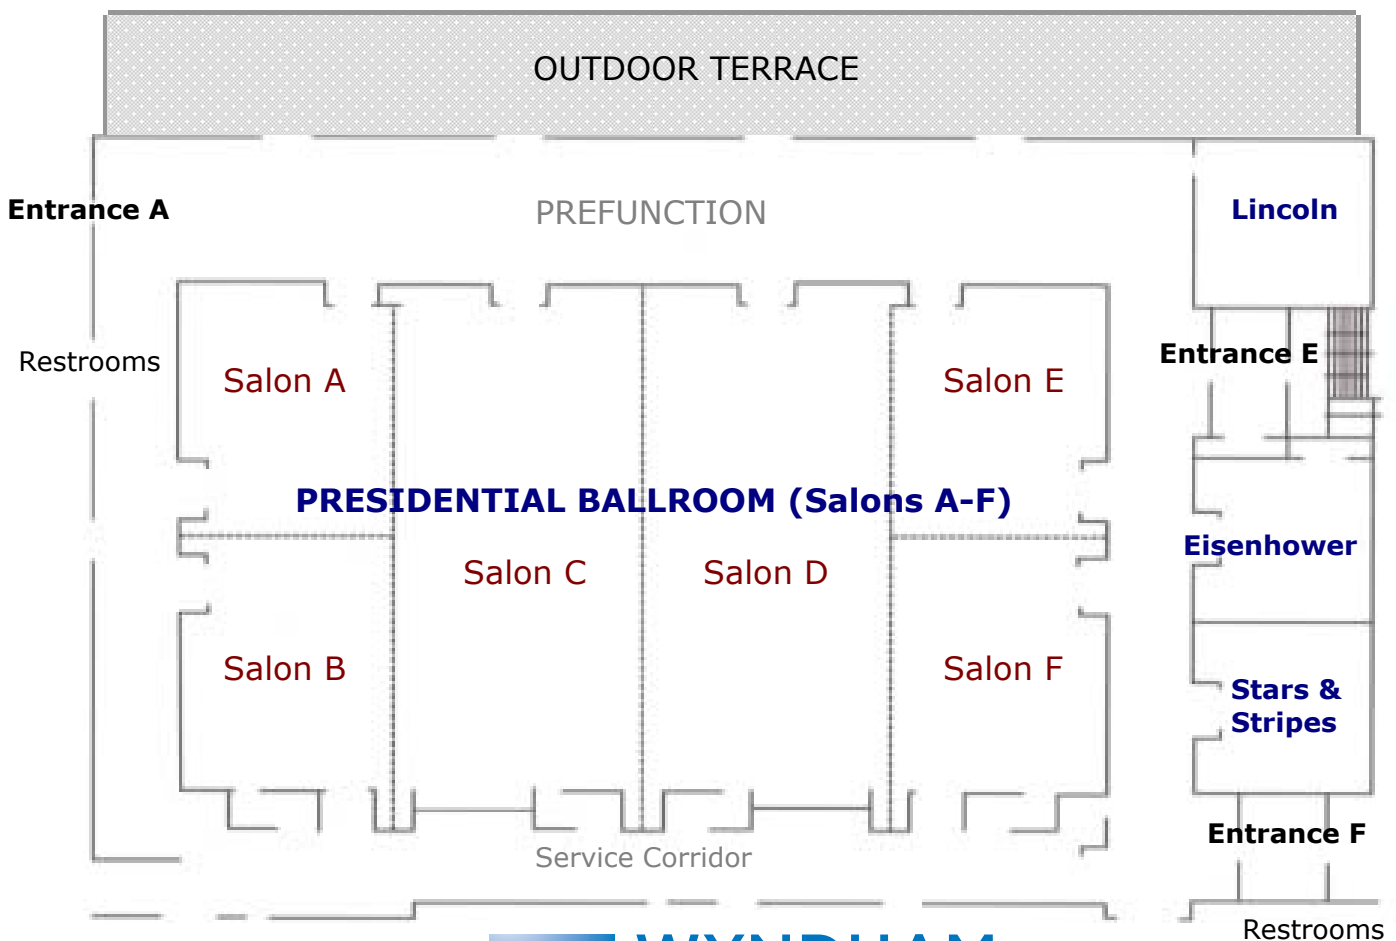 OUTDOOR TERRACE
Entrance A
PREFUNCTION
Lincoln
Restrooms
Salon A
Salon E
Entrance E
PRESIDENTIAL BALLROOM (Salons A-F)
Eisenhower
Salon C
Salon D
Salon B
Salon F
Stars &
Stripes
Entrance F
Service Corridor
WYNDHAM
Restrooms